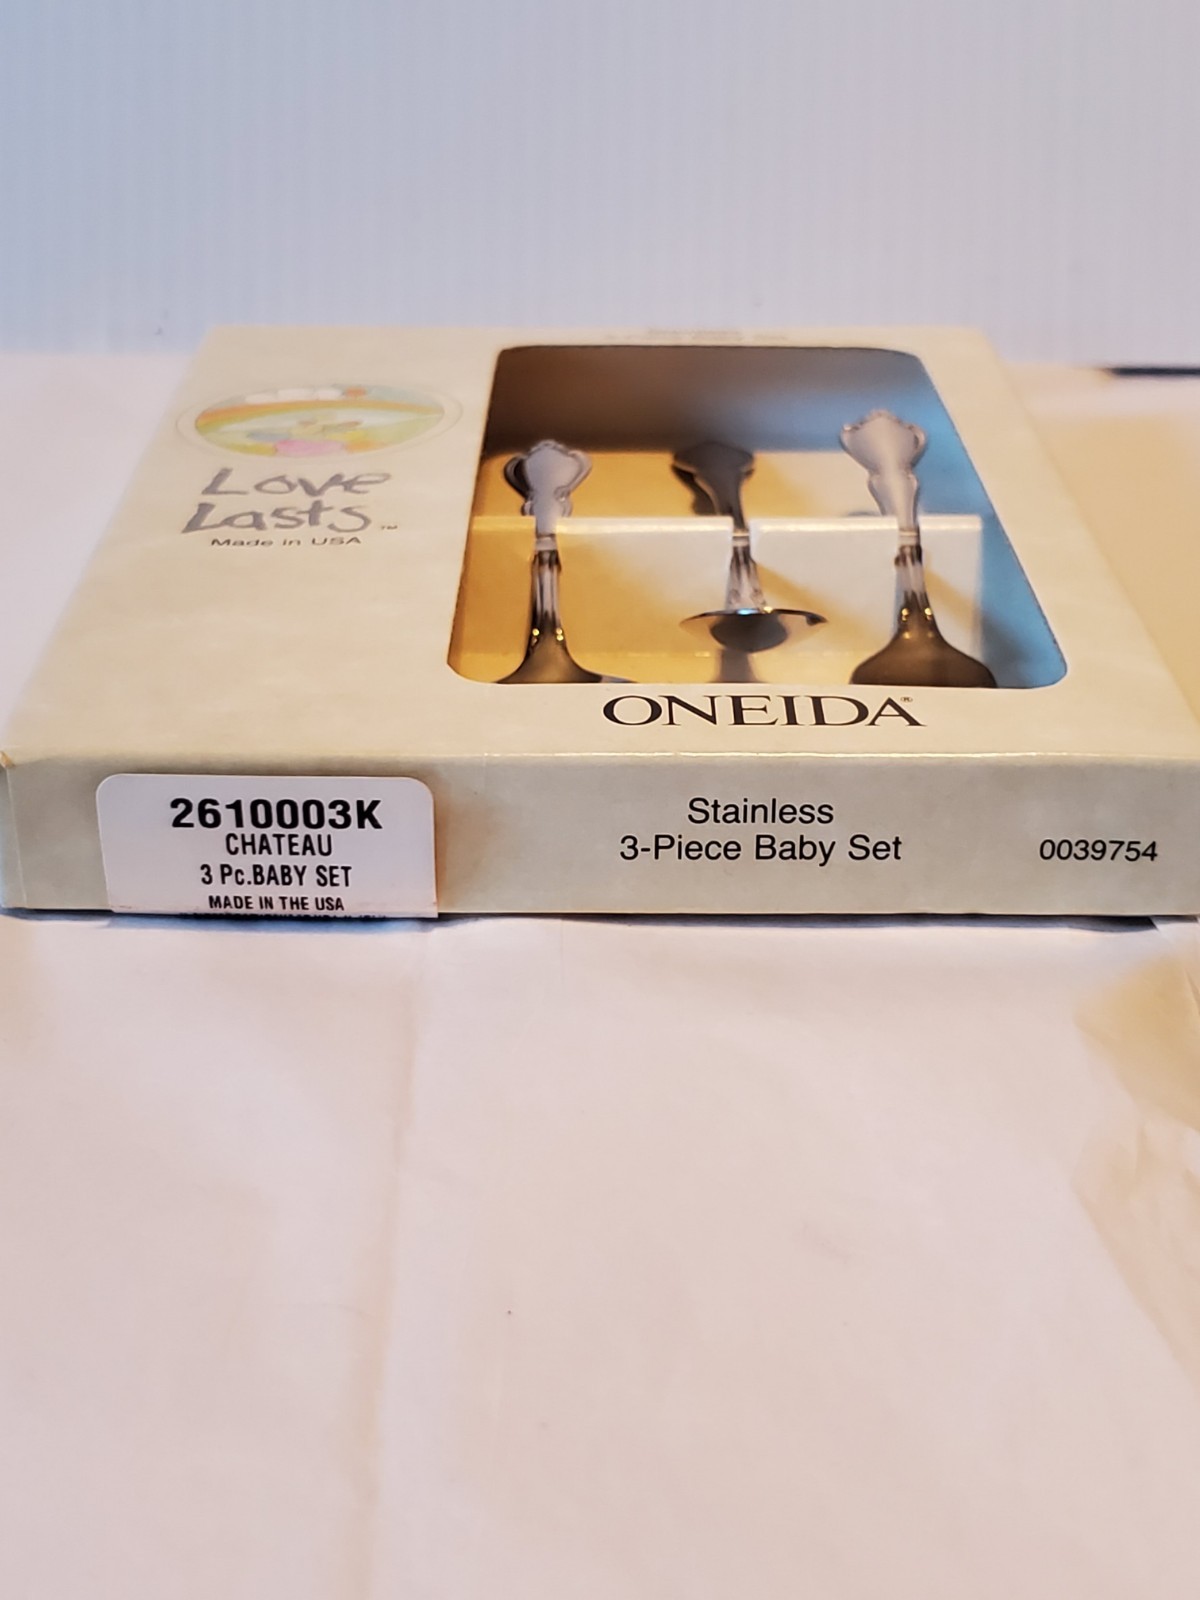 Love
Lasts™
Made in USA
ONEIDA®
2610003K
CHATEAU
3 Pc.BABY SET
MADE IN THE USA
Stainless
3-Piece Baby Set
0039754